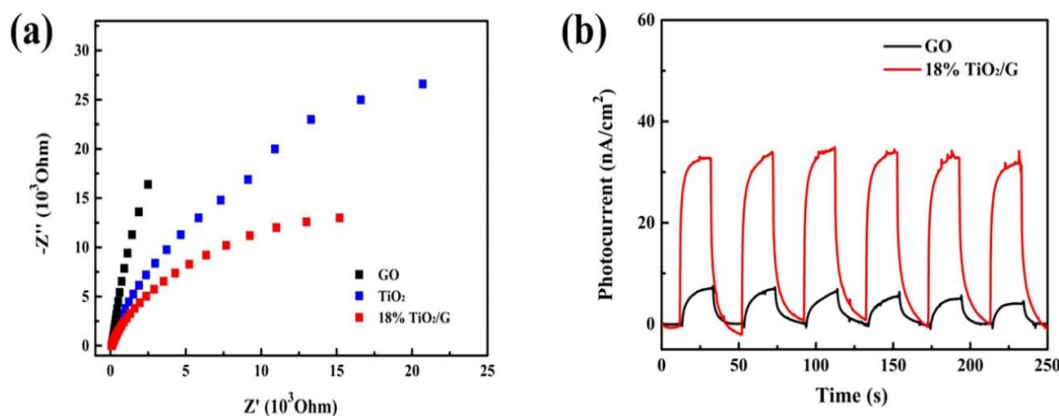 (a)
30
25
20
15
10
5
0
-Z'' (10³Ohm)
GO
TiO₂
18% TiO₂/G
0
5
10
15
20
25
Z' (10³Ohm)
(b)
60
40
20
0
Photocurrent (nA/cm²)
GO
18% TiO₂/G
0
50
100
150
200
250
Time (s)